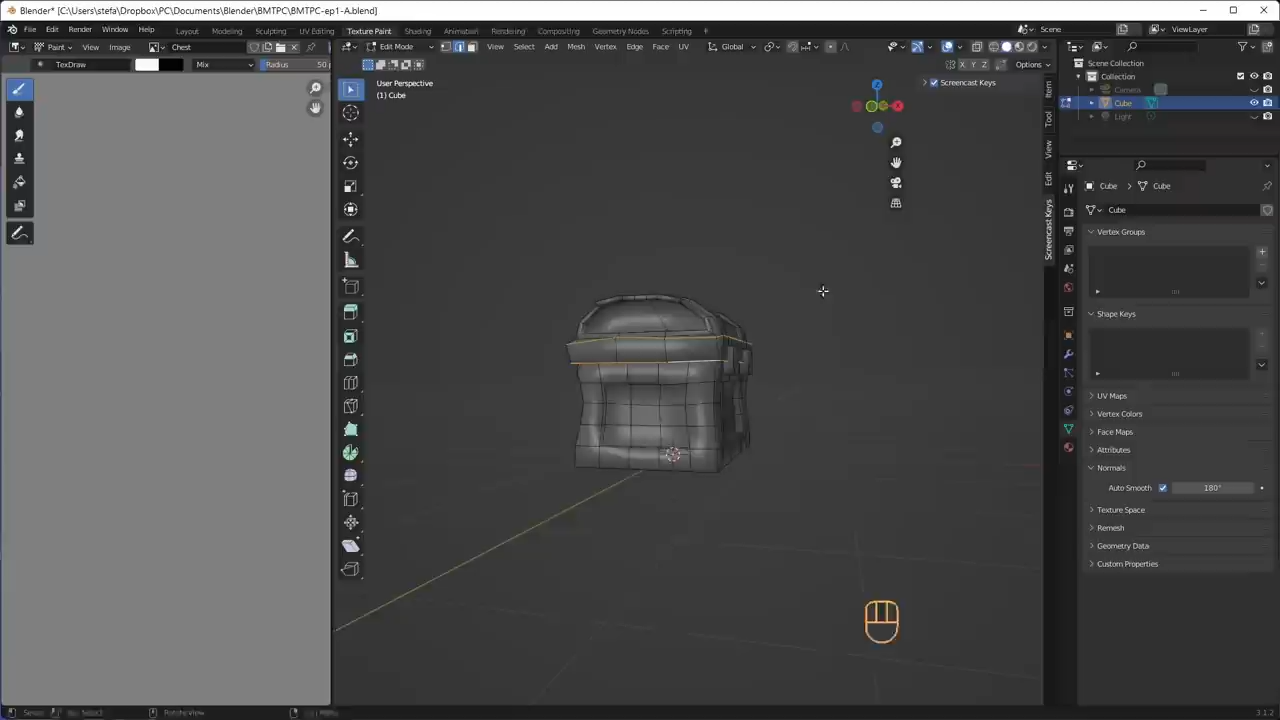 Blender* [C:\Users\stefa\Dropbox\PC\Documents\Blender\BMTPC\BMTPC-ep1-A.blend]
File Edit Render Window Help Layout Modeling Sculpting UV Editing Texture Paint Shading Animation Rendering Compositing Geometry Nodes Scripting + Scene ViewLayer
Paint View Image Chest Edit Mode View Select Add Mesh Vertex Edge Face UV Global
TexDraw Mix Radius 50 X Y Z Options
User Perspective
(1) Cube
Screencast Keys
Z
X
Item
Tool
View
Edit
Screencast Keys
Scene Collection
Collection
Camera
Cube
Light
Cube Cube
Cube
Vertex Groups
Shape Keys
UV Maps
Vertex Colors
Face Maps
Attributes
Normals
Auto Smooth 180°
Texture Space
Remesh
Geometry Data
Custom Properties
Rotate View
3.1.2